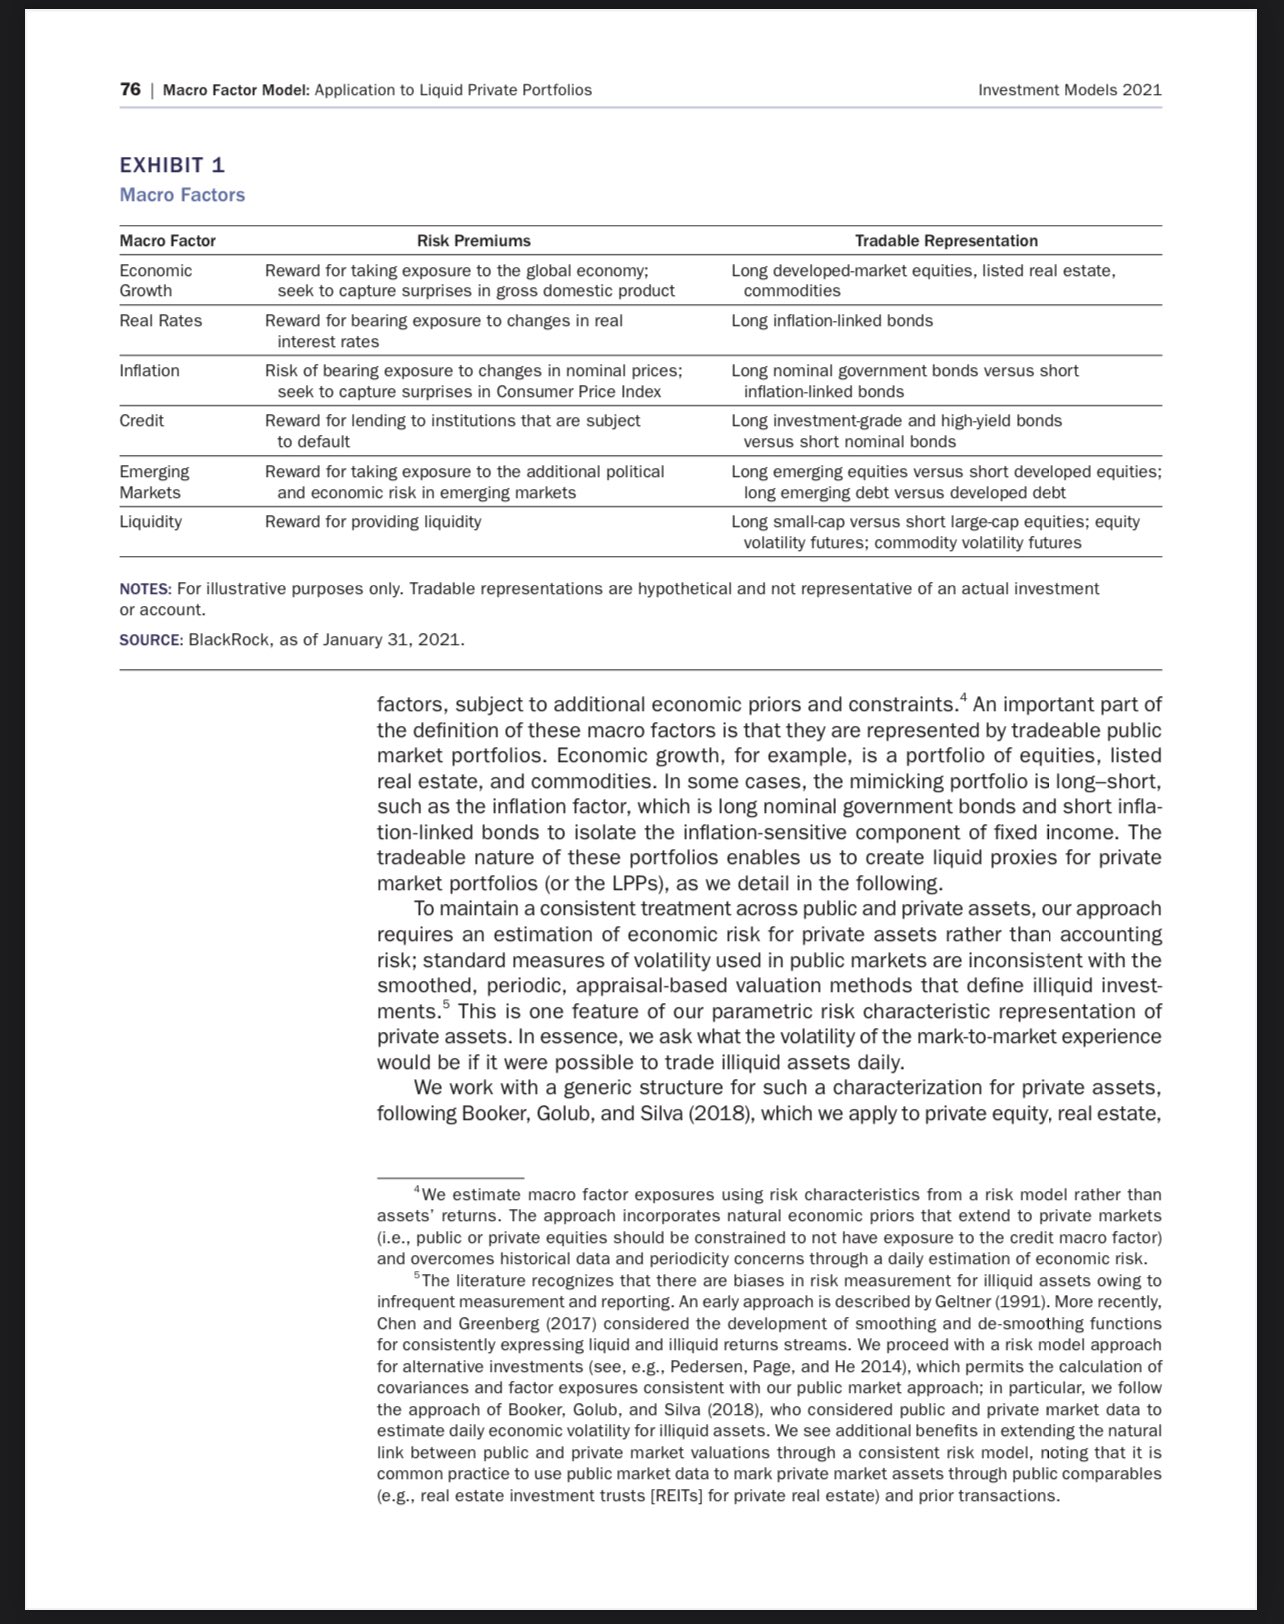 76 | Macro Factor Model: Application to Liquid Private Portfolios Investment Models 2021
EXHIBIT 1
Macro Factors
Macro Factor Risk Premiums Tradable Representation
Economic Reward for taking exposure to the global economy; Long developed-market equities, listed real estate,
Growth seek to capture surprises in gross domestic product commodities
Real Rates Reward for bearing exposure to changes in real Long inflation-linked bonds
interest rates
Inflation Risk of bearing exposure to changes in nominal prices; Long nominal government bonds versus short
seek to capture surprises in Consumer Price Index inflation-linked bonds
Credit Reward for lending to institutions that are subject Long investment-grade and high-yield bonds
to default versus short nominal bonds
Emerging Reward for taking exposure to the additional political Long emerging equities versus short developed equities;
Markets and economic risk in emerging markets long emerging debt versus developed debt
Liquidity Reward for providing liquidity Long small-cap versus short large-cap equities; equity
volatility futures; commodity volatility futures
NOTES: For illustrative purposes only. Tradable representations are hypothetical and not representative of an actual investment
or account.
SOURCE: BlackRock, as of January 31, 2021.
factors, subject to additional economic priors and constraints.4 An important part of
the definition of these macro factors is that they are represented by tradeable public
market portfolios. Economic growth, for example, is a portfolio of equities, listed
real estate, and commodities. In some cases, the mimicking portfolio is long–short,
such as the inflation factor, which is long nominal government bonds and short infla-
tion-linked bonds to isolate the inflation-sensitive component of fixed income. The
tradeable nature of these portfolios enables us to create liquid proxies for private
market portfolios (or the LPPs), as we detail in the following.
To maintain a consistent treatment across public and private assets, our approach
requires an estimation of economic risk for private assets rather than accounting
risk; standard measures of volatility used in public markets are inconsistent with the
smoothed, periodic, appraisal-based valuation methods that define illiquid invest-
ments.5 This is one feature of our parametric risk characteristic representation of
private assets. In essence, we ask what the volatility of the mark-to-market experience
would be if it were possible to trade illiquid assets daily.
We work with a generic structure for such a characterization for private assets,
following Booker, Golub, and Silva (2018), which we apply to private equity, real estate,
4We estimate macro factor exposures using risk characteristics from a risk model rather than
assets' returns. The approach incorporates natural economic priors that extend to private markets
(i.e., public or private equities should be constrained to not have exposure to the credit macro factor)
and overcomes historical data and periodicity concerns through a daily estimation of economic risk.
5The literature recognizes that there are biases in risk measurement for illiquid assets owing to
infrequent measurement and reporting. An early approach is described by Geltner (1991). More recently,
Chen and Greenberg (2017) considered the development of smoothing and de-smoothing functions
for consistently expressing liquid and illiquid returns streams. We proceed with a risk model approach
for alternative investments (see, e.g., Pedersen, Page, and He 2014), which permits the calculation of
covariances and factor exposures consistent with our public market approach; in particular, we follow
the approach of Booker, Golub, and Silva (2018), who considered public and private market data to
estimate daily economic volatility for illiquid assets. We see additional benefits in extending the natural
link between public and private market valuations through a consistent risk model, noting that it is
common practice to use public market data to mark private market assets through public comparables
(e.g., real estate investment trusts [REITs] for private real estate) and prior transactions.